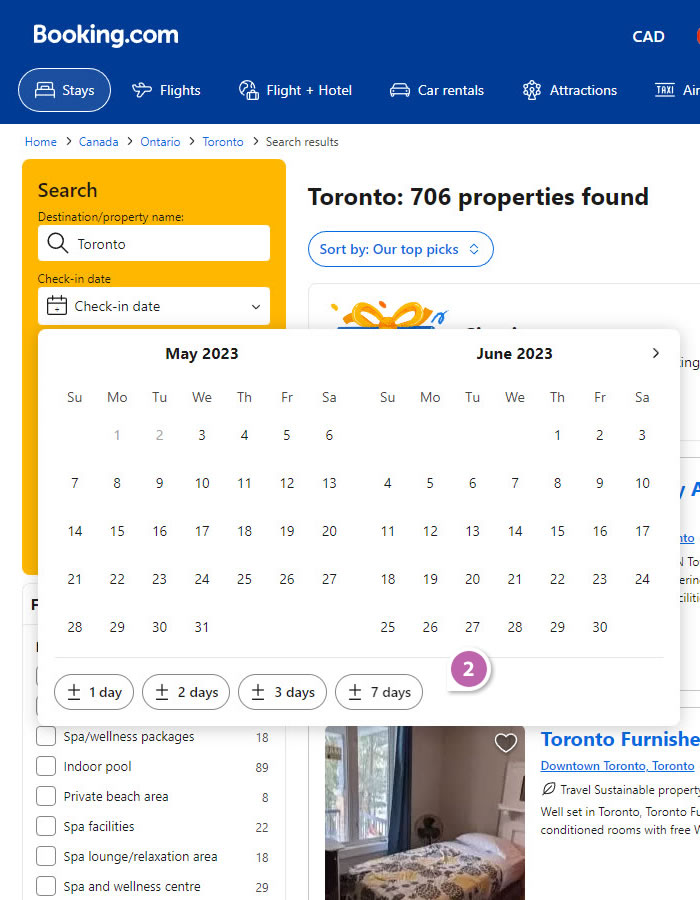 Booking.com
CAD
Stays
Flights
Flight + Hotel
Car rentals
Attractions
TAXI
Home > Canada > Ontario > Toronto > Search results
Search
Destination/property name:
Toronto
Check-in date
Check-in date
Toronto: 706 properties found
Sort by: Our top picks
May 2023
Su Mo Tu We Th Fr Sa
1 2 3 4 5 6
7 8 9 10 11 12 13
14 15 16 17 18 19 20
21 22 23 24 25 26 27
28 29 30 31
June 2023
Su Mo Tu We Th Fr Sa
1 2 3
4 5 6 7 8 9 10
11 12 13 14 15 16 17
18 19 20 21 22 23 24
25 26 27 28 29 30
± 1 day
± 2 days
± 3 days
± 7 days
2
Spa/wellness packages 18
Indoor pool 89
Private beach area 8
Spa facilities 22
Spa lounge/relaxation area 18
Spa and wellness centre 29
Toronto Furnishe
Downtown Toronto, Toronto
Travel Sustainable property
Well set in Toronto, Toronto Fu
conditioned rooms with free W